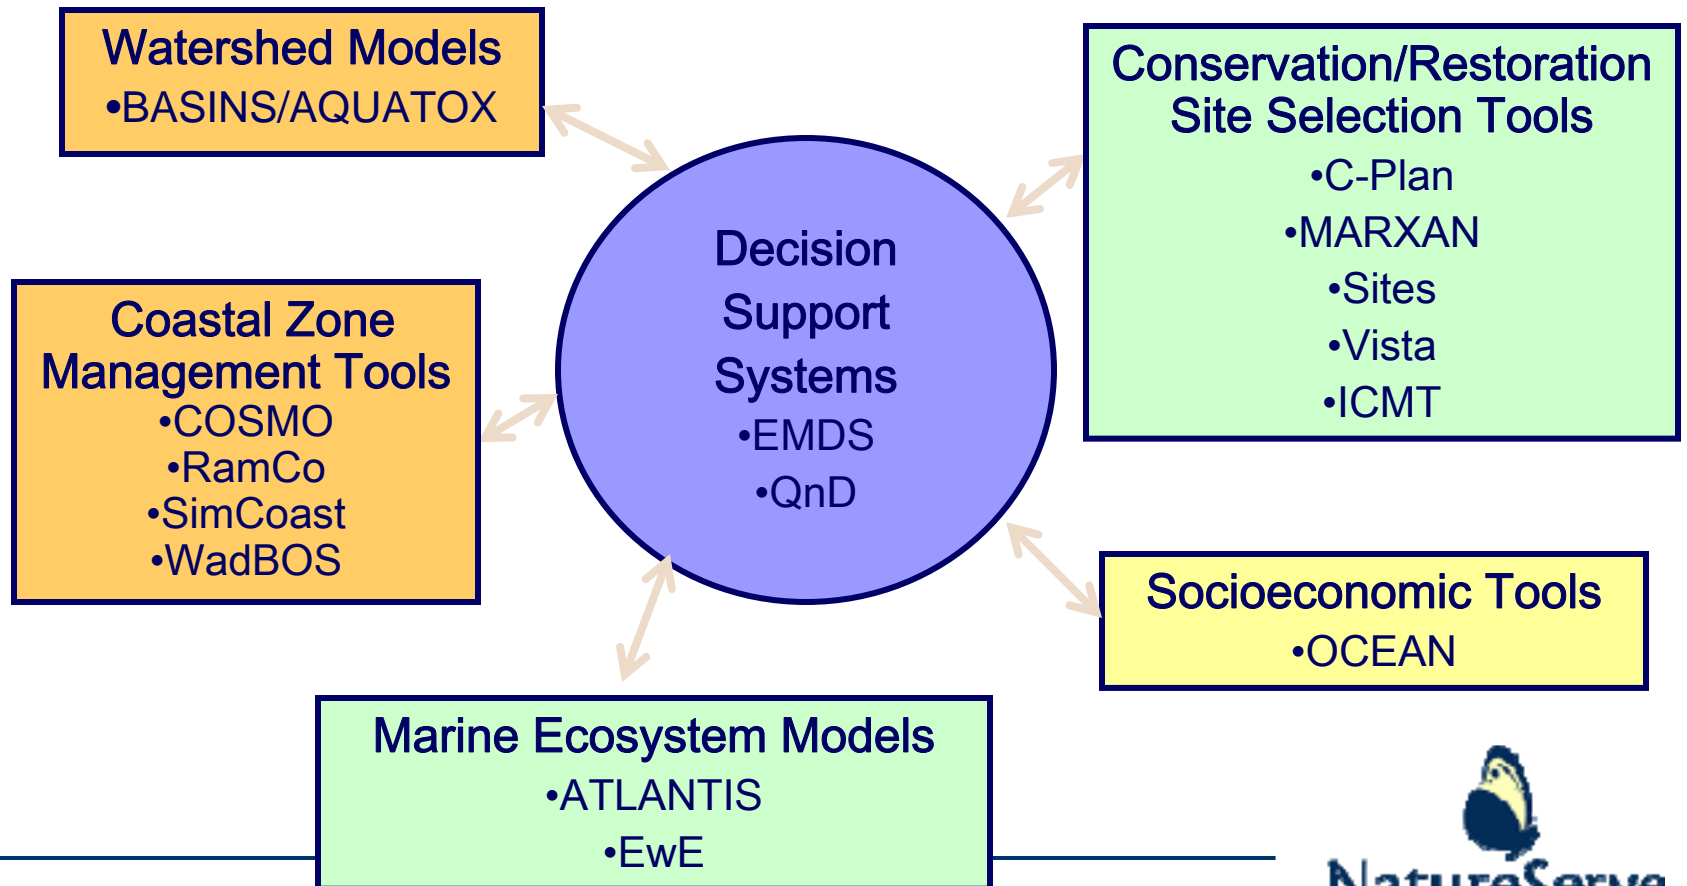 Watershed Models
•BASINS/AQUATOX
Conservation/Restoration
Site Selection Tools
•C-Plan
•MARXAN
•Sites
•Vista
•ICMT
Decision
Support
Systems
•EMDS
•QnD
Coastal Zone
Management Tools
•COSMO
•RamCo
•SimCoast
•WadBOS
Socioeconomic Tools
•OCEAN
Marine Ecosystem Models
•ATLANTIS
•EwE
NatureServe